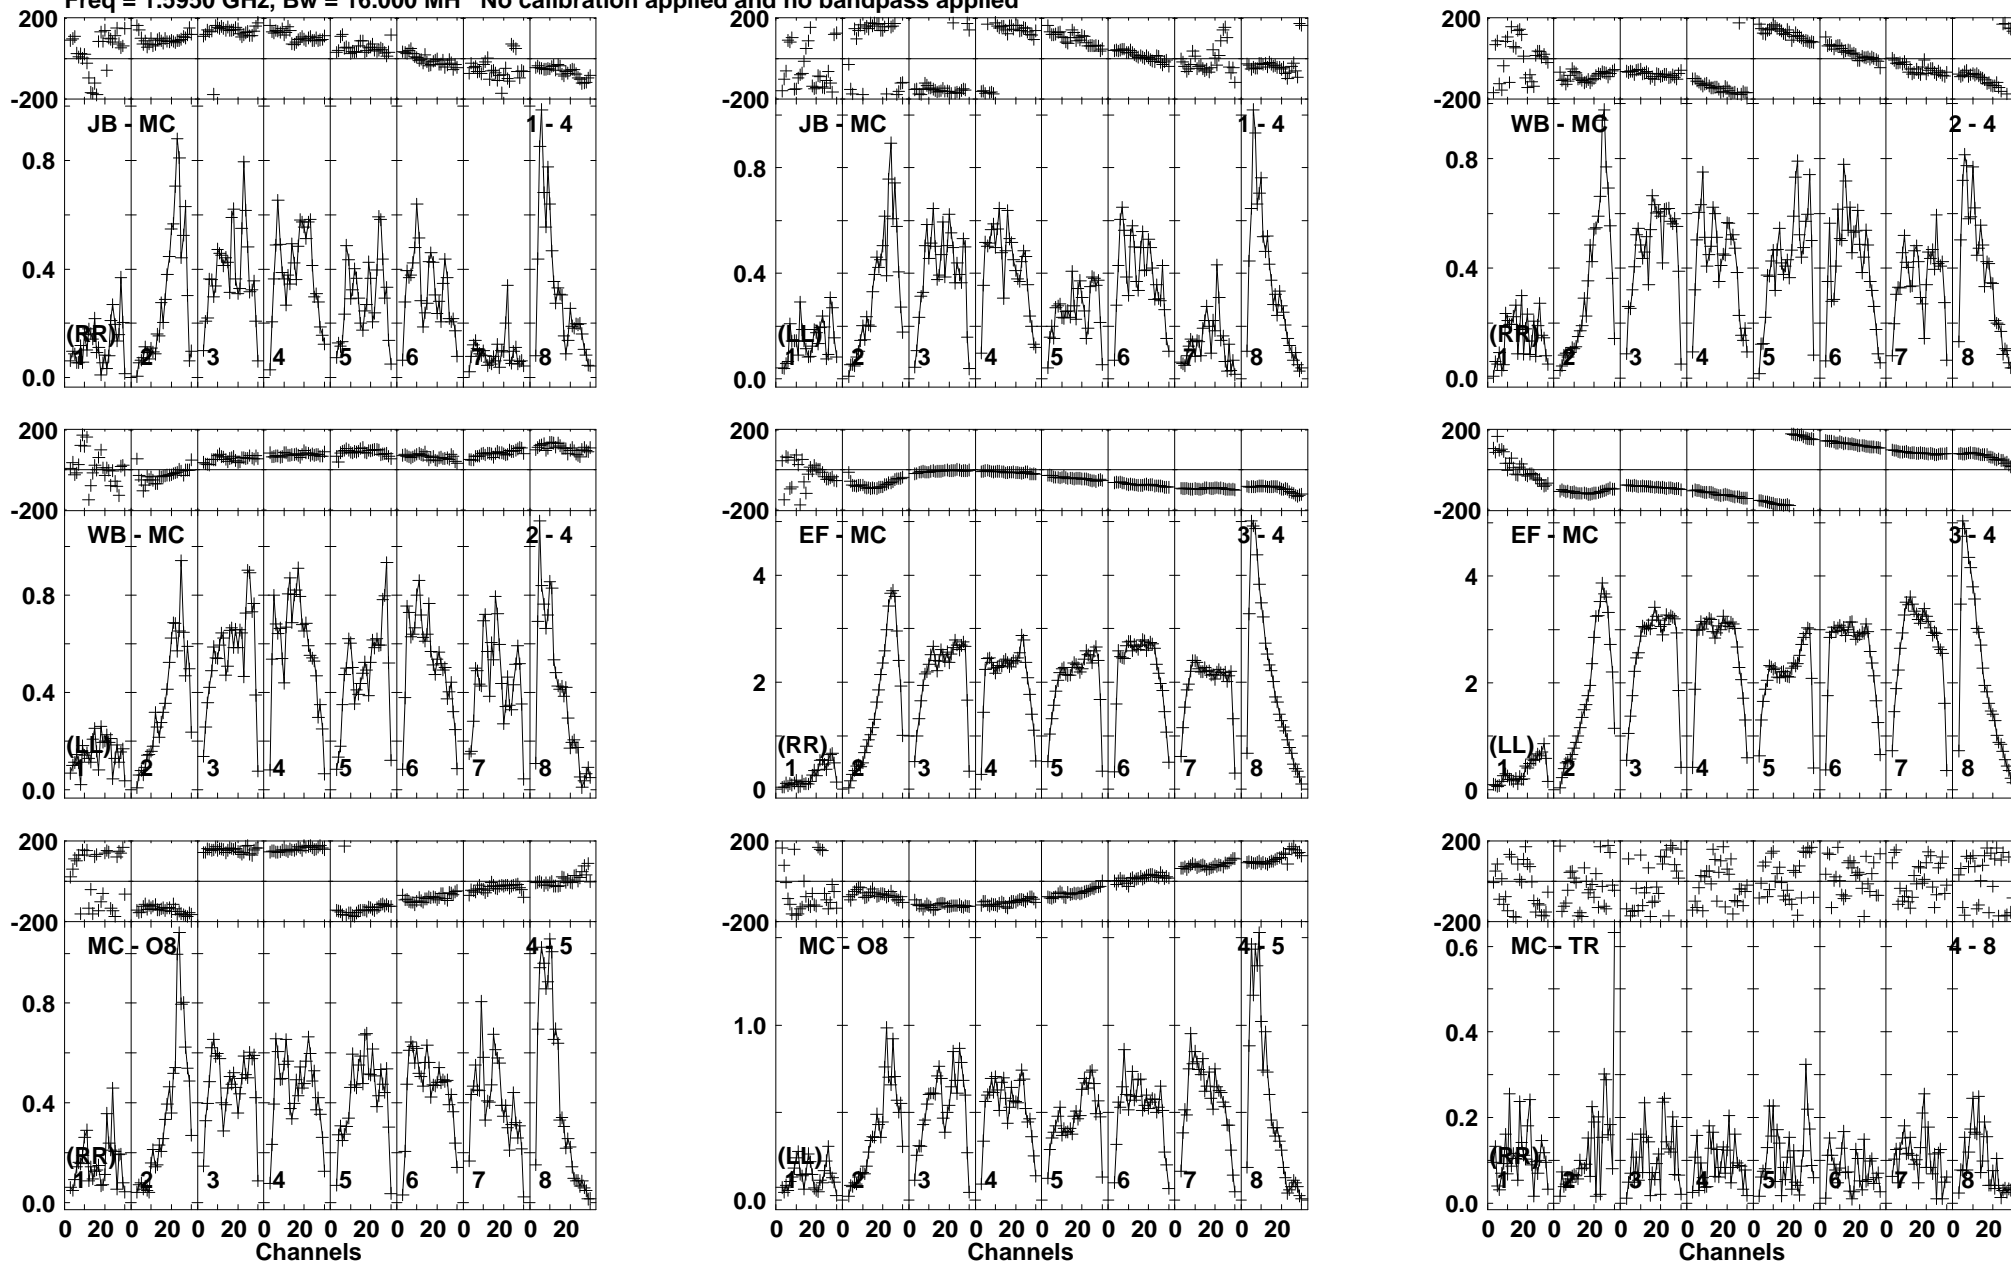 Freq = 1.5950 GHz, Bw = 16.000 MH No calibration applied and no bandpass applied
200 200 200
-200 -200 -200
JB - MC 1 - 4 JB - MC 1 - 4 WB - MC 2 - 4
0.8 0.8 0.8
0.4 0.4 0.4
(RR) (LL) (RR)
1 2 3 4 5 6 7 8 1 2 3 4 5 6 7 8 1 2 3 4 5 6 7 8
0.0 0.0 0.0
200 200 200
-200 -200 -200
WB - MC 2 - 4 EF - MC 3 - 4 EF - MC 3 - 4
0.8 4 4
0.4 2 2
(LL) (RR) (LL)
1 2 3 4 5 6 7 8 1 2 3 4 5 6 7 8 1 2 3 4 5 6 7 8
0.0 0 0
200 200 200
-200 -200 -200
MC - O8 4 - 5 MC - O8 4 - 5 MC - TR 4 - 8
0.8 1.0 0.6
0.4 0.4
0.2
(RR) (LL) (RR)
1 2 3 4 5 6 7 8 1 2 3 4 5 6 7 8 1 2 3 4 5 6 7 8
0.0 0.0 0.0
0 20 0 20 0 20 0 20 0 20 0 20 0 20 0 20 0 20 0 20 0 20 0 20 0 20 0 20 0 20 0 20 0 20 0 20 0 20 0 20 0 20 0 20 0 20 0 20
Channels Channels Channels